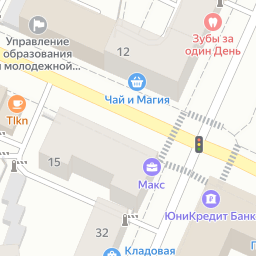 Зубы за
один День
Управление
образования
и молодежной...
12
Чай и Магия
Tlkn
15
Макс
ЮниКредит Банк
32
Кладовая